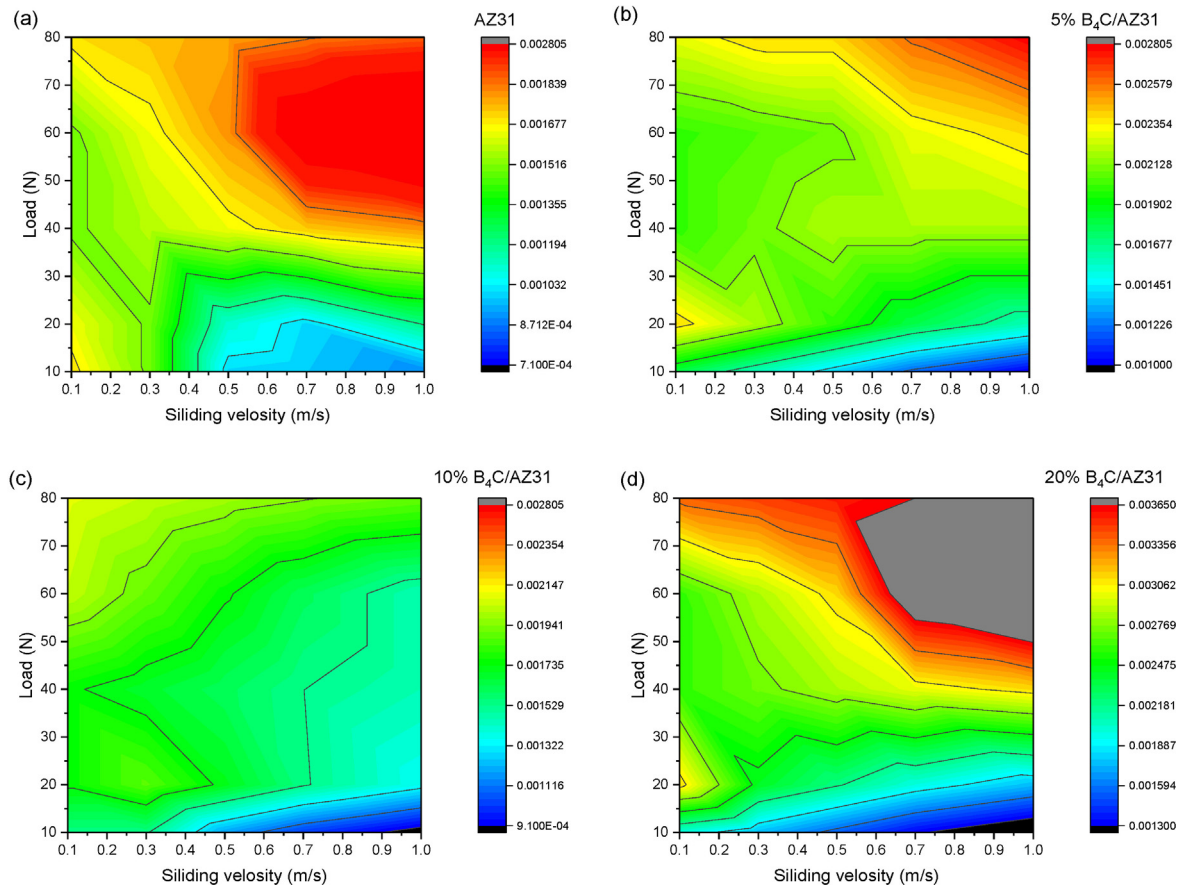 (a)
AZ31
80
70
60
50
40
30
20
10
Load (N)
0.1 0.2 0.3 0.4 0.5 0.6 0.7 0.8 0.9 1.0
Siliding velosity (m/s)
0.002805
0.001839
0.001677
0.001516
0.001355
0.001194
0.001032
8.712E-04
7.100E-04
(b)
5% B₄C/AZ31
80
70
60
50
40
30
20
10
Load (N)
0.1 0.2 0.3 0.4 0.5 0.6 0.7 0.8 0.9 1.0
Siliding velosity (m/s)
0.002805
0.002579
0.002354
0.002128
0.001902
0.001677
0.001451
0.001226
0.001000
(c)
10% B₄C/AZ31
80
70
60
50
40
30
20
10
Load (N)
0.1 0.2 0.3 0.4 0.5 0.6 0.7 0.8 0.9 1.0
Siliding velosity (m/s)
0.002805
0.002354
0.002147
0.001941
0.001735
0.001529
0.001322
0.001116
9.100E-04
(d)
20% B₄C/AZ31
80
70
60
50
40
30
20
10
Load (N)
0.1 0.2 0.3 0.4 0.5 0.6 0.7 0.8 0.9 1.0
Siliding velosity (m/s)
0.003650
0.003356
0.003062
0.002769
0.002475
0.002181
0.001887
0.001594
0.001300